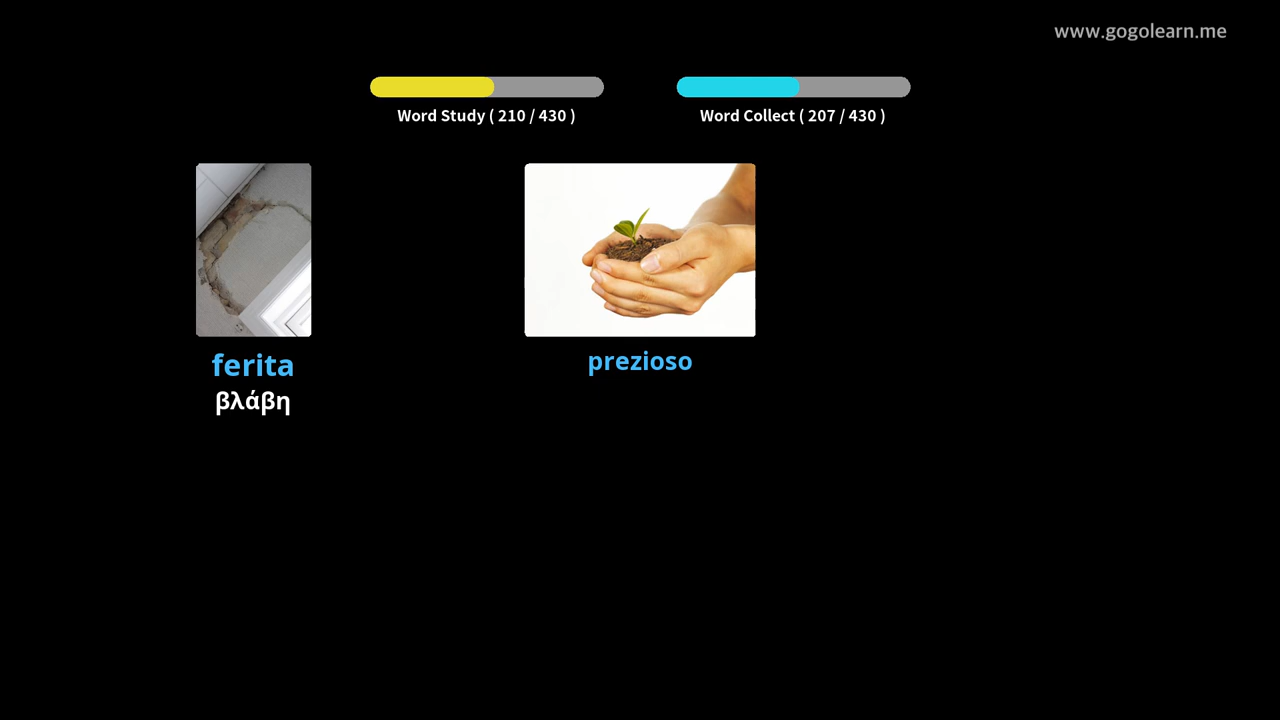 www.gogolearn.me
Word Study ( 210 / 430 )
Word Collect ( 207 / 430 )
ferita
βλάβη
prezioso